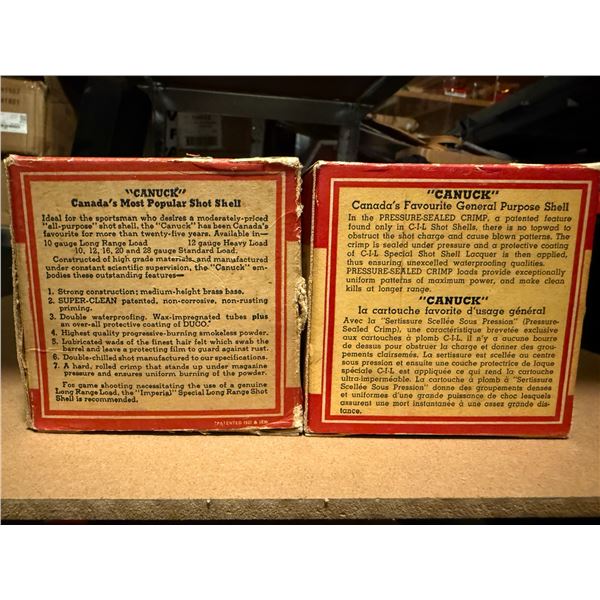 "CANUCK"
Canada's Most Popular Shot Shell
Ideal for the sportsman who desires a moderately-priced
"all-purpose" shot shell, the "Canuck" has been Canada's
favourite for more than twenty-five years. Available in—
10 gauge Long Range Load 12 gauge Heavy Load
10, 12, 16, 20 and 28 gauge Standard Load.
Constructed of high grade materials, and manufactured
under constant scientific supervision, the "Canuck" em-
bodies these outstanding features—
1. Strong construction: medium-height brass base.
2. SUPER-CLEAN patented, non-corrosive, non-rusting
priming.
3. Double waterproofing. Wax-impregnated tubes plus
an over-all protective coating of DUCO.*
4. Highest quality progressive-burning smokeless powder.
5. Lubricated wads of the finest hair felt which swab the
barrel and leave a protecting film to guard against rust.
6. Double-chilled shot manufactured to our specifications.
7. A hard, rolled crimp that stands up under magazine
pressure and ensures uniform burning of the powder.
For game shooting necessitating the use of a genuine
Long Range Load, the "Imperial" Special Long Range Shot
Shell is recommended.
"CANUCK"
Canada's Favourite General Purpose Shell
In the PRESSURE-SEALED CRIMP, a patented feature
found only in C-I-L Shot Shells, there is no topwad to
obstruct the shot charge and cause blown patterns. The
crimp is sealed under pressure and a protective coating
of C-I-L Special Shot Shell Lacquer is then applied,
thus ensuring unexcelled waterproofing qualities.
PRESSURE-SEALED CRIMP loads provide exceptionally
uniform patterns of maximum power, and make clean
kills at longer range.
"CANUCK"
la cartouche favorite d'usage général
Avec la "Sertissure Scellée Sous Pression" (Pressure-
Sealed Crimp), une caractéristique brevetée exclusive
aux cartouches à plomb C-I-L, il n'y a aucune bourre
de dessus pour obstruer la charge et donner des grou-
pements clairsemés. La sertissure est scellée au centre
sous pression et ensuite une couche protectrice de laque
spéciale C-I-L est appliquée ce qui rend la cartouche
ultra-imperméable. La cartouche à plomb "Sertissure
Scellée Sous Pression" donne des groupements denses
et uniformes d'une grande puissance de choc lesquels
assurent une mort instantanée à une assez grande dis-
tance.